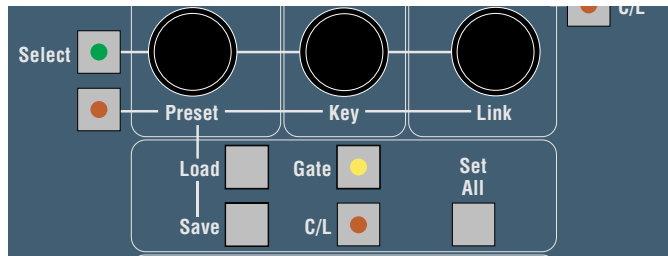 C/L
Select
Preset Key Link
Load Gate Set
All
Save C/L